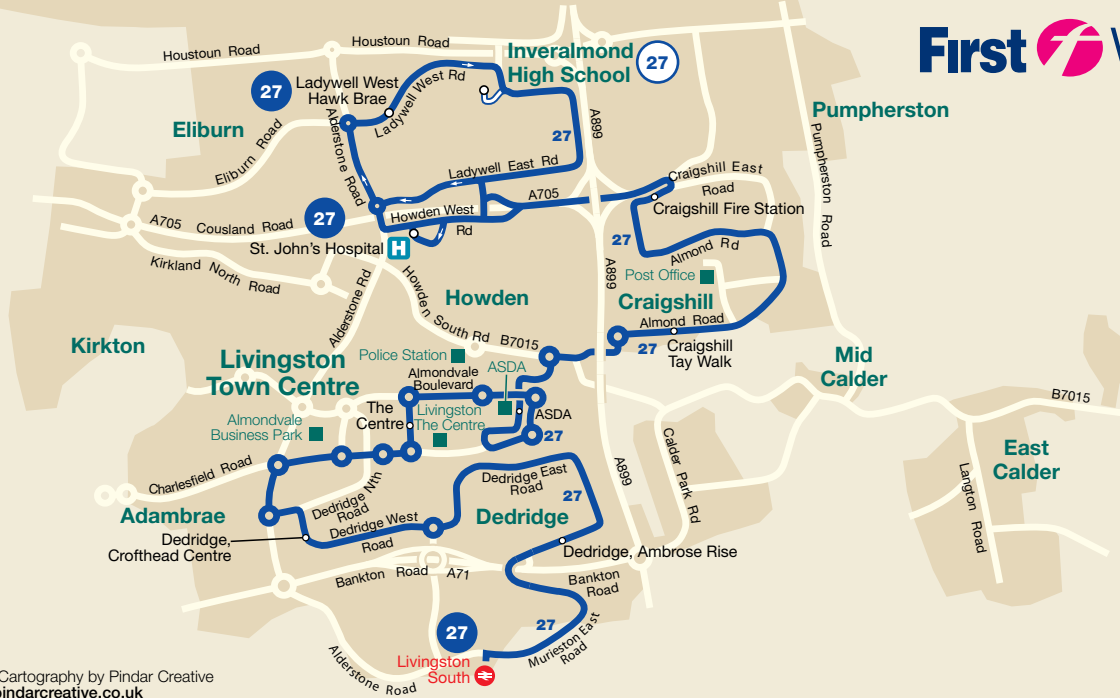 Houstoun Road
Houstoun Road
Inveralmond
High School
27
First
27
Ladywell West
Hawk Brae
Ladywell West Rd
Eliburn
Eliburn Road
Alderstone Road
27
A899
Pumpherston
Pumpherston Road
Ladywell East Rd
A705
Craigshill East
Road
Craigshill Fire Station
A705 Cousland Road
27
Howden West
Rd
St. John's Hospital
H
27
Almond Rd
Kirkland North Road
Alderstone Rd
Howden South Rd B7015
Howden
A899
Post Office
Craigshill
Almond Road
27
Craigshill
Tay Walk
Kirkton
Livingston
Town Centre
Police Station
ASDA
Almondvale
Boulevard
Mid
Calder
B7015
Almondvale
Business Park
The
Centre
Livingston
The Centre
ASDA
27
East
Calder
Charlesfield Road
Dedridge Nth
Road
Dedridge East
Road
27
A899
Calder Park Rd
Langton Road
Adambrae
Dedridge West
Road
Dedridge
Dedridge,
Crofthead Centre
Dedridge, Ambrose Rise
Bankton Road A71
Bankton
Road
27
27
Murieston East
Road
Alderstone Road
Livingston
South
Cartography by Pindar Creative
pindarcreative.co.uk